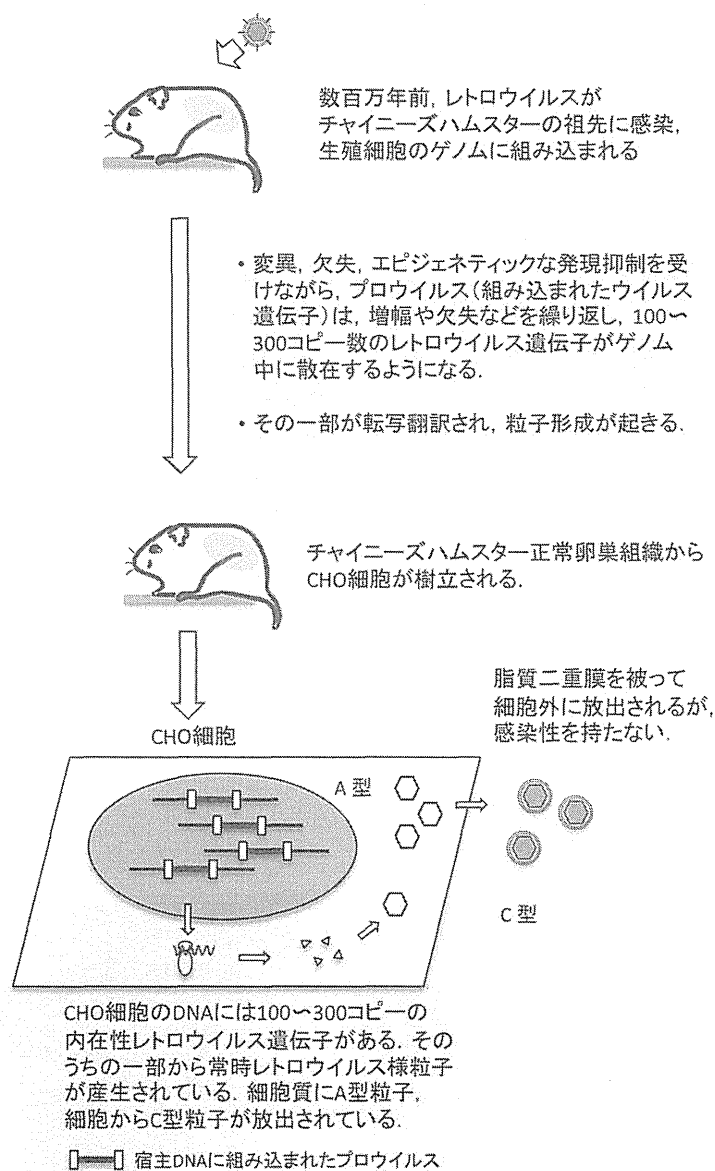 数百万年前, レトロウイルスが
チャイニーズハムスターの祖先に感染,
生殖細胞のゲノムに組み込まれる
・変異, 欠失, エピジェネティックな発現抑制を受
けながら, プロウイルス(組み込まれたウイルス
遺伝子)は, 増幅や欠失などを繰り返し, 100〜
300コピー数のレトロウイルス遺伝子がゲノム
中に散在するようになる.
・その一部が転写翻訳され, 粒子形成が起きる.
チャイニーズハムスター正常卵巣組織から
CHO細胞が樹立される.
脂質二重膜を被って
細胞外に放出されるが,
感染性を持たない.
CHO細胞
A 型
C 型
CHO細胞のDNAには100〜300コピーの
内在性レトロウイルス遺伝子がある. その
うちの一部から常時レトロウイルス様粒子
が産生されている. 細胞質にA型粒子,
細胞からC型粒子が放出されている.
宿主DNAに組み込まれたプロウイルス